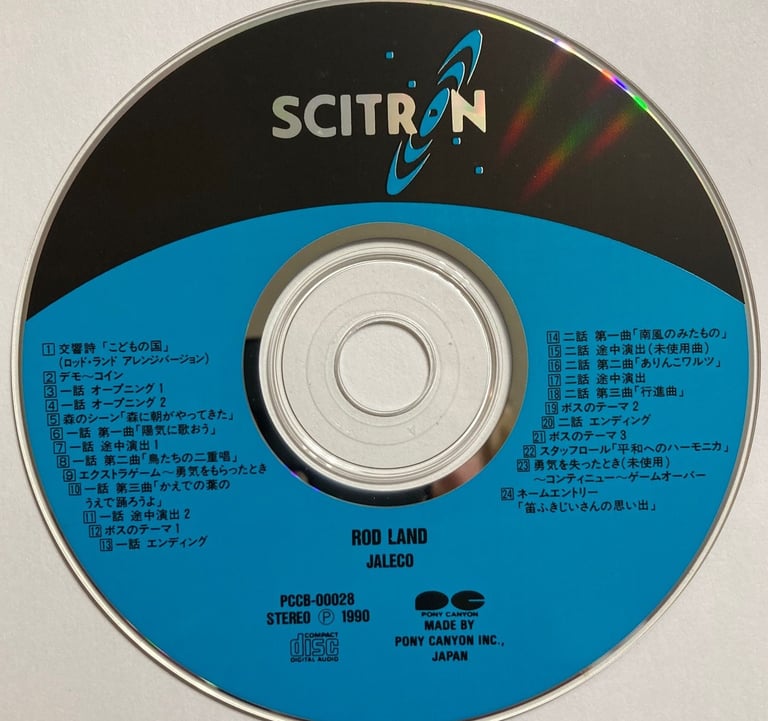 SCITRON
1 交響詩「こどもの国」
(ロッド・ランド アレンジバージョン)
2 デモ〜コイン
3 一話 オープニング 1
4 一話 オープニング 2
5 森のシーン「森に朝がやってきた」
6 一話 第一曲「陽気に歌おう」
7 一話 途中演出 1
8 一話 第二曲「鳥たちの二重唱」
9 エクストラゲーム〜勇気をもらったとき
10 一話 第三曲「かえでの葉の
うえで踊ろうよ」
11 一話 途中演出 2
12 ボスのテーマ 1
13 一話 エンディング
14 二話 第一曲「南風のみたもの」
15 二話 途中演出(未使用曲)
16 二話 第二曲「ありんこワルツ」
17 二話 途中演出
18 二話 第三曲「行進曲」
19 ボスのテーマ 2
20 二話 エンディング
21 ボスのテーマ 3
22 スタッフロール「平和へのハーモニカ」
23 勇気を失ったとき(未使用)
〜コンティニュー〜ゲームオーバー
24 ネームエントリー
「笛ふきじいさんの思い出」
ROD LAND
JALECO
PCCB-00028
STEREO Ⓟ 1990
COMPACT
disc
DIGITAL AUDIO
PONY CANYON
MADE BY
PONY CANYON INC.,
JAPAN